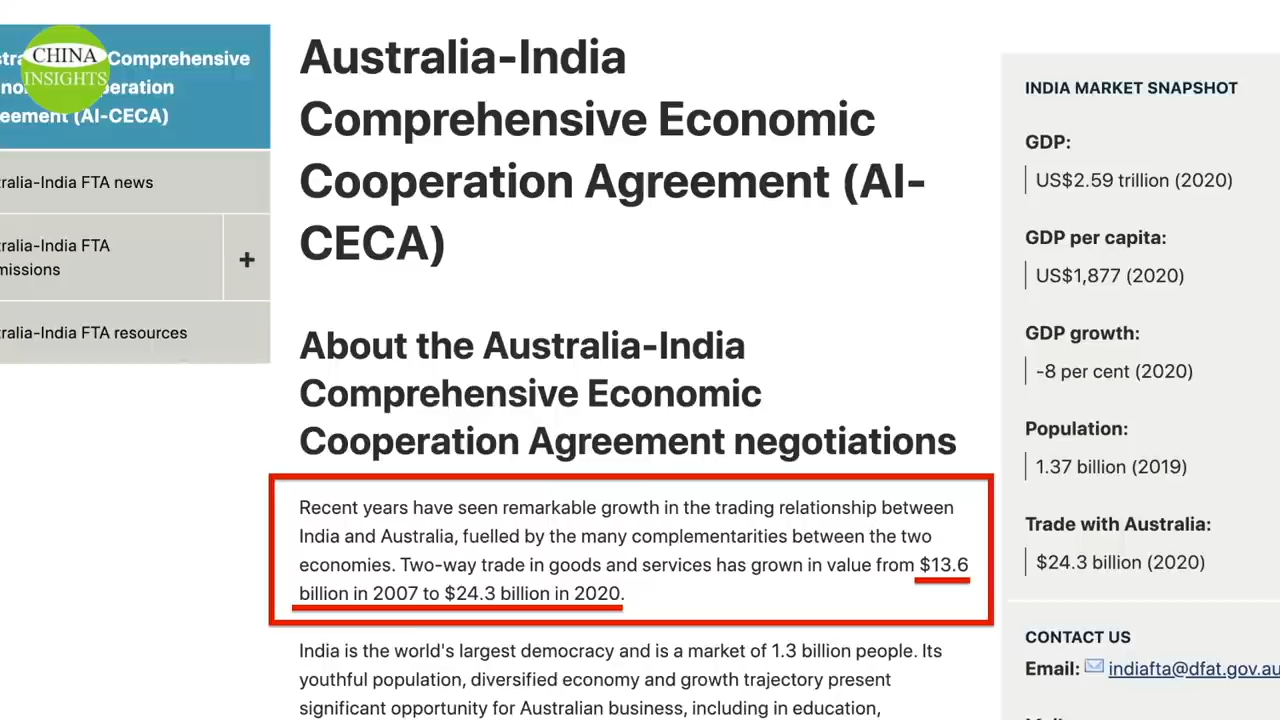 CHINA
INSIGHTS
Comprehensive
eement (AI-CECA)
ralia-India FTA news
ralia-India FTA
missions
+
ralia-India FTA resources
Australia-India
Comprehensive Economic
Cooperation Agreement (AI-
CECA)
About the Australia-India
Comprehensive Economic
Cooperation Agreement negotiations
Recent years have seen remarkable growth in the trading relationship between
India and Australia, fuelled by the many complementarities between the two
economies. Two-way trade in goods and services has grown in value from $13.6
billion in 2007 to $24.3 billion in 2020.
India is the world's largest democracy and is a market of 1.3 billion people. Its
youthful population, diversified economy and growth trajectory present
significant opportunity for Australian business, including in education,
INDIA MARKET SNAPSHOT
GDP:
US$2.59 trillion (2020)
GDP per capita:
US$1,877 (2020)
GDP growth:
-8 per cent (2020)
Population:
1.37 billion (2019)
Trade with Australia:
$24.3 billion (2020)
CONTACT US
Email: indiafta@dfat.gov.au